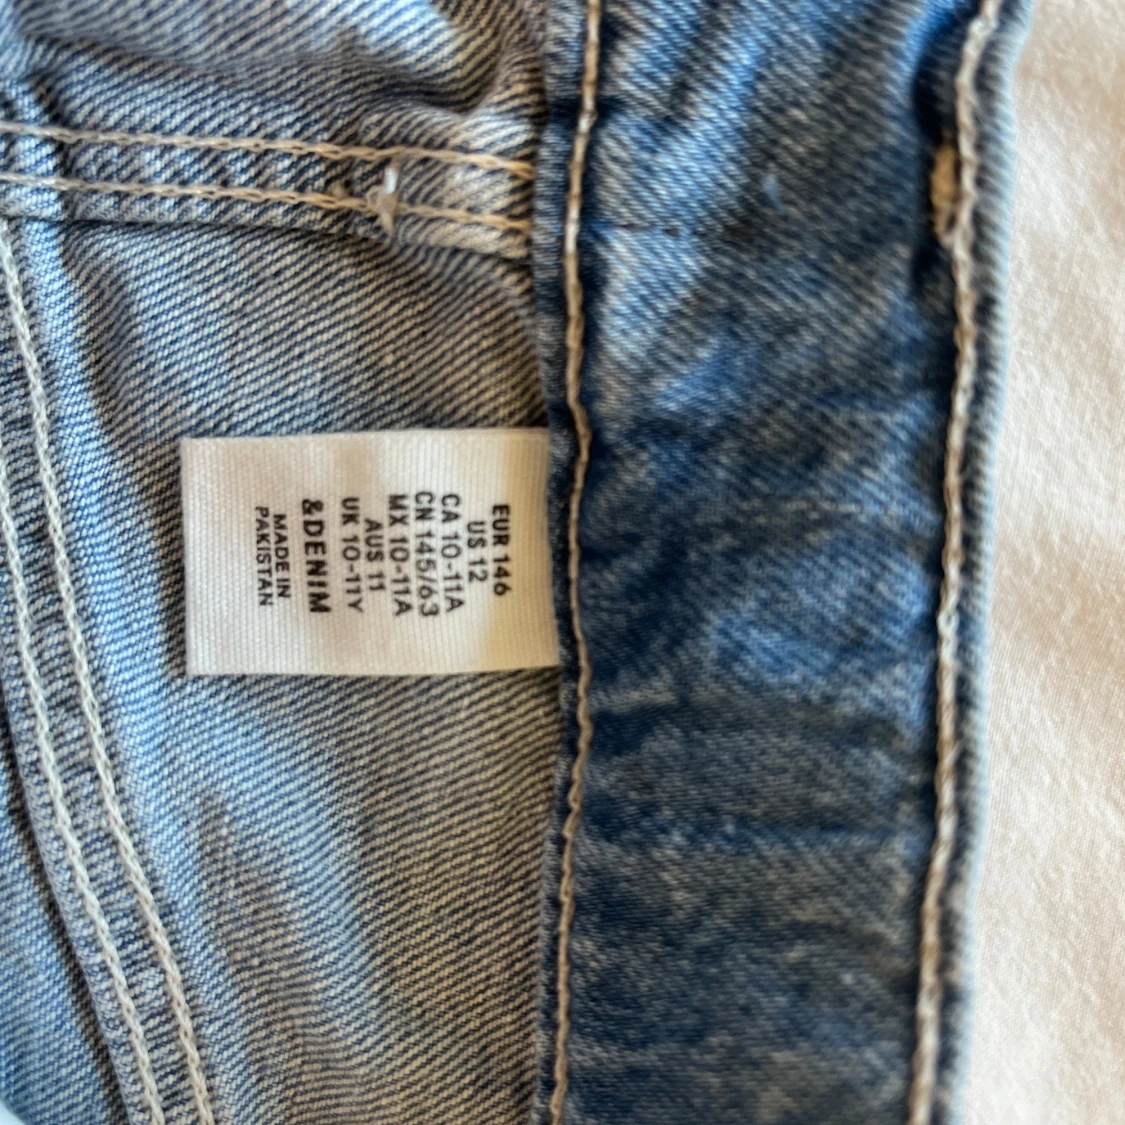 EUR 146
US 12
CA 10-11A
CN 145/63
MX 10-11A
AUS 11
UK 10-11Y
&DENIM
MADE IN
PAKISTAN